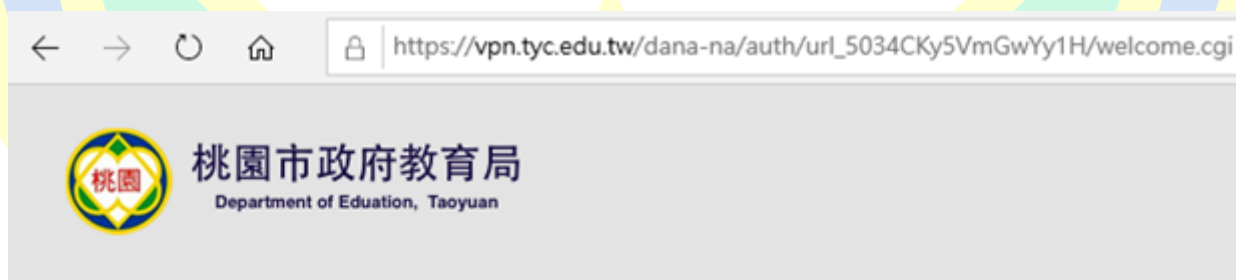 https://vpn.tyc.edu.tw/dana-na/auth/url_5034CKy5VmGwYy1H/welcome.cgi
桃園
桃園市政府教育局
Department of Eduation, Taoyuan